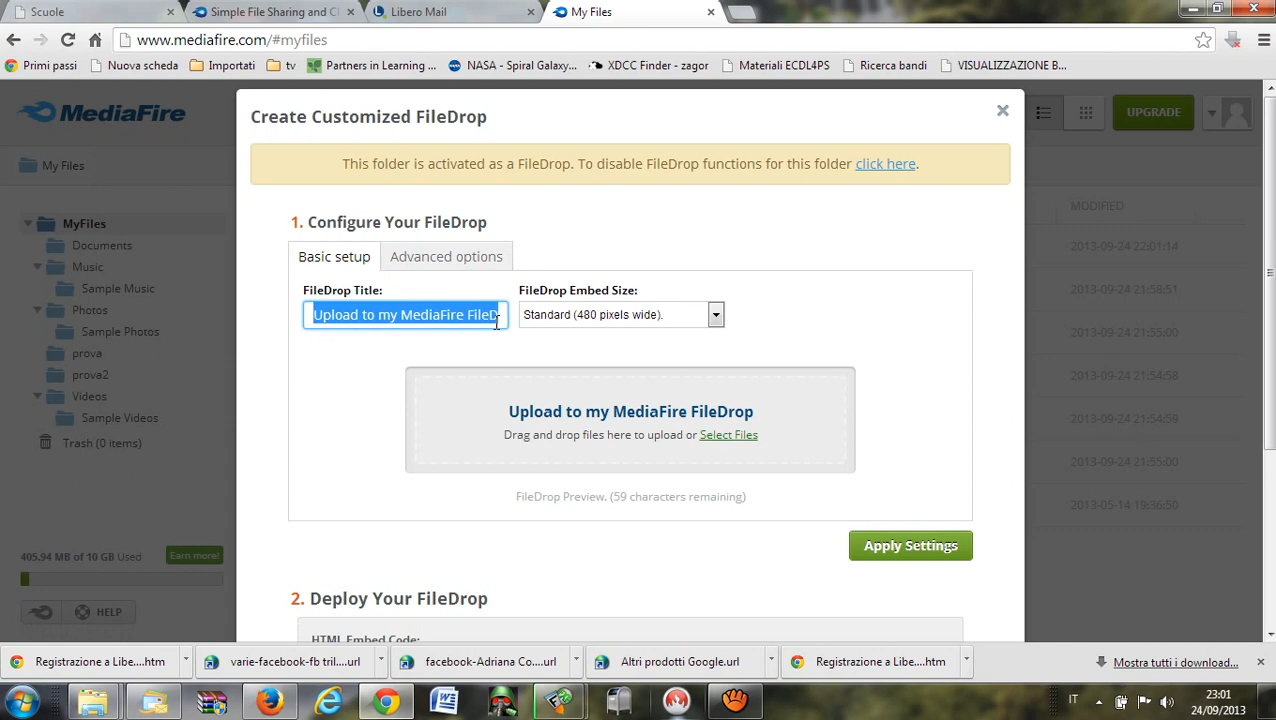 Scuole
Simple File Sharing and Cl
Libero Mail
My Files
www.mediafire.com/#myfiles
Primi passi
Nuova scheda
Importati
tv
Partners in Learning ...
NASA - Spiral Galaxy...
XDCC Finder - zagor
Materiali ECDL4PS
Ricerca bandi
VISUALIZZAZIONE B...
MediaFire
UPGRADE
My Files
MODIFIED
MyFiles
Documents
Music
Sample Music
Photos
Sample Photos
prova
prova2
Videos
Sample Videos
Trash (0 items)
2013-09-24 22:01:14
2013-09-24 21:58:51
2013-09-24 21:55:00
2013-09-24 21:54:58
2013-09-24 21:54:59
2013-09-24 21:55:00
2013-05-14 19:36:50
405.94 MB of 10 GB Used
Earn more!
HELP
Create Customized FileDrop
This folder is activated as a FileDrop. To disable FileDrop functions for this folder click here.
1. Configure Your FileDrop
Basic setup
Advanced options
FileDrop Title:
FileDrop Embed Size:
Upload to my MediaFire FileD
Standard (480 pixels wide).
Upload to my MediaFire FileDrop
Drag and drop files here to upload or Select Files
FileDrop Preview. (59 characters remaining)
Apply Settings
2. Deploy Your FileDrop
HTML Embed Code:
Registrazione a Libe....htm
varie-facebook-fb tril....url
facebook-Adriana Co....url
Altri prodotti Google.url
Registrazione a Libe....htm
Mostra tutti i download...
IT
23:01
24/09/2013